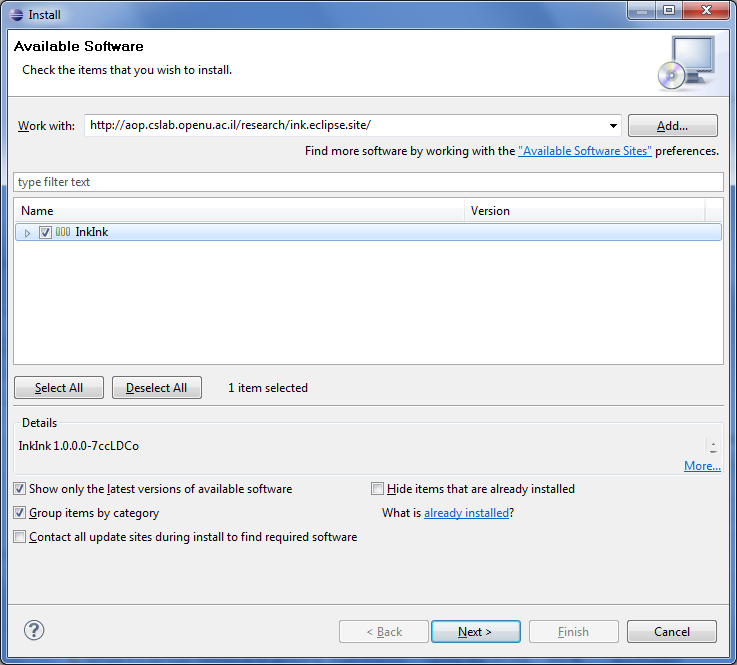 Install
Available Software
Check the items that you wish to install.
Work with: http://aop.cslab.openu.ac.il/research/ink.eclipse.site/ Add...
Find more software by working with the "Available Software Sites" preferences.
type filter text
Name Version
InkInk
Select All Deselect All 1 item selected
Details
InkInk 1.0.0.0-7ccLDCo
More...
Show only the latest versions of available software Hide items that are already installed
Group items by category What is already installed?
Contact all update sites during install to find required software
? < Back Next > Finish Cancel